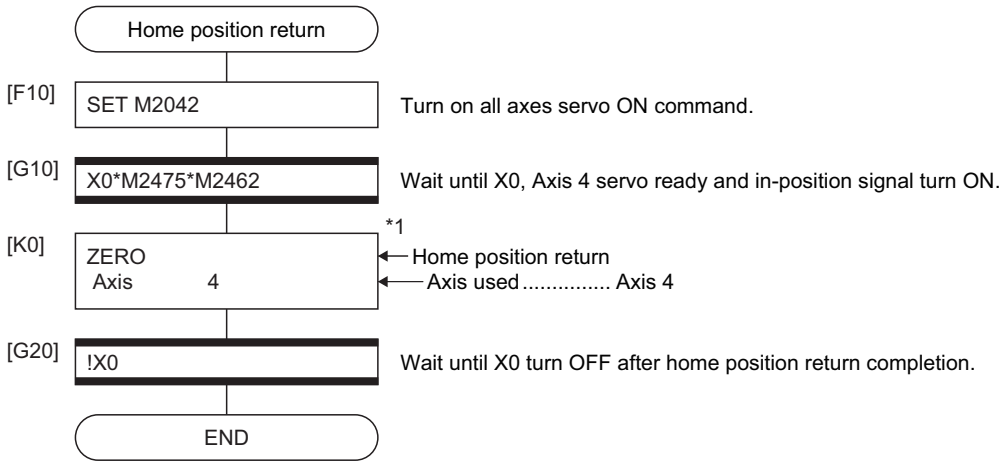 Home position return
[F10] SET M2042 Turn on all axes servo ON command.
[G10] X0*M2475*M2462 Wait until X0, Axis 4 servo ready and in-position signal turn ON.
*1
[K0] ZERO Home position return
Axis 4 Axis used ............... Axis 4
[G20] !X0 Wait until X0 turn OFF after home position return completion.
END